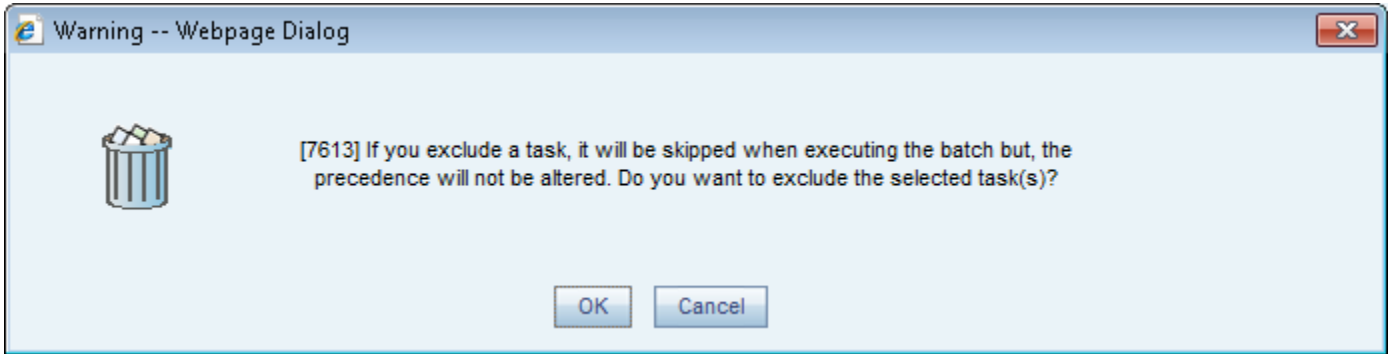 Warning -- Webpage Dialog
[7613] If you exclude a task, it will be skipped when executing the batch but, the
precedence will not be altered. Do you want to exclude the selected task(s)?
OK
Cancel